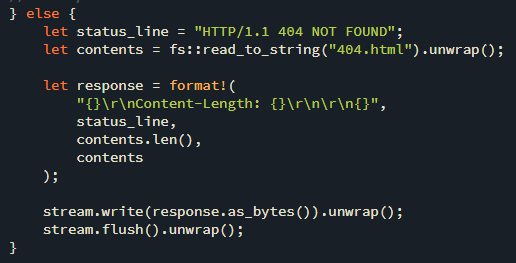 } else {
    let status_line = "HTTP/1.1 404 NOT FOUND";
    let contents = fs::read_to_string("404.html").unwrap();

    let response = format!(
        "{}\r\nContent-Length: {}\r\n\r\n{}",
        status_line,
        contents.len(),
        contents
    );

    stream.write(response.as_bytes()).unwrap();
    stream.flush().unwrap();
}